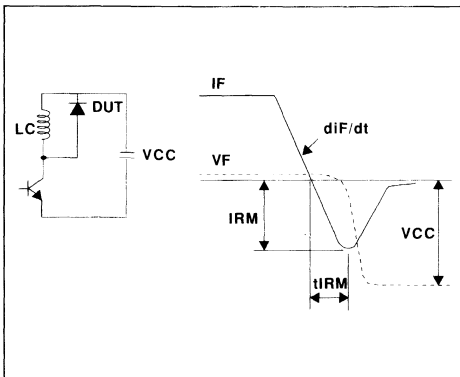 DUT
LC
VCC
IF
diF/dt
VF
IRM
VCC
tIRM